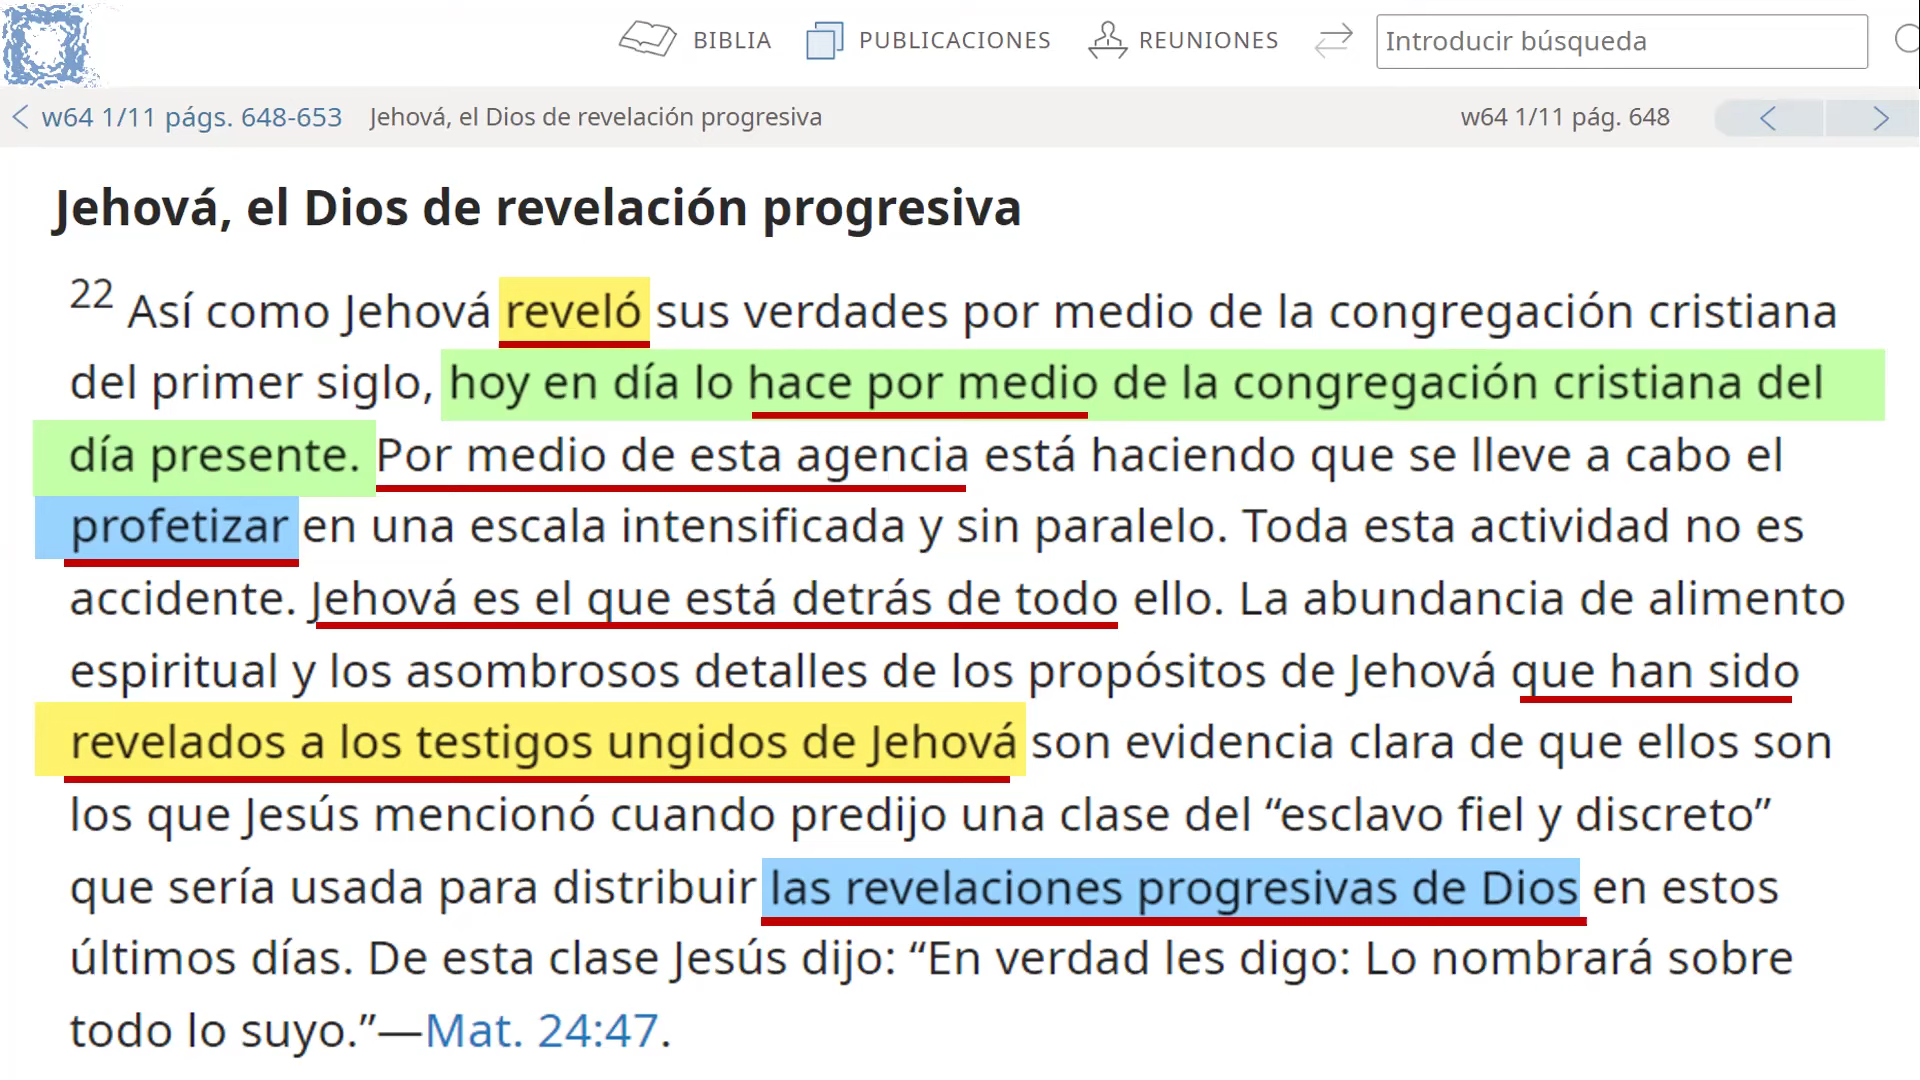 BIBLIA PUBLICACIONES REUNIONES Introducir búsqueda
w64 1/11 págs. 648-653 Jehová, el Dios de revelación progresiva w64 1/11 pág. 648
Jehová, el Dios de revelación progresiva
22 Así como Jehová reveló sus verdades por medio de la congregación cristiana
del primer siglo, hoy en día lo hace por medio de la congregación cristiana del
día presente. Por medio de esta agencia está haciendo que se lleve a cabo el
profetizar en una escala intensificada y sin paralelo. Toda esta actividad no es
accidente. Jehová es el que está detrás de todo ello. La abundancia de alimento
espiritual y los asombrosos detalles de los propósitos de Jehová que han sido
revelados a los testigos ungidos de Jehová son evidencia clara de que ellos son
los que Jesús mencionó cuando predijo una clase del “esclavo fiel y discreto”
que sería usada para distribuir las revelaciones progresivas de Dios en estos
últimos días. De esta clase Jesús dijo: “En verdad les digo: Lo nombrará sobre
todo lo suyo.”—Mat. 24:47.